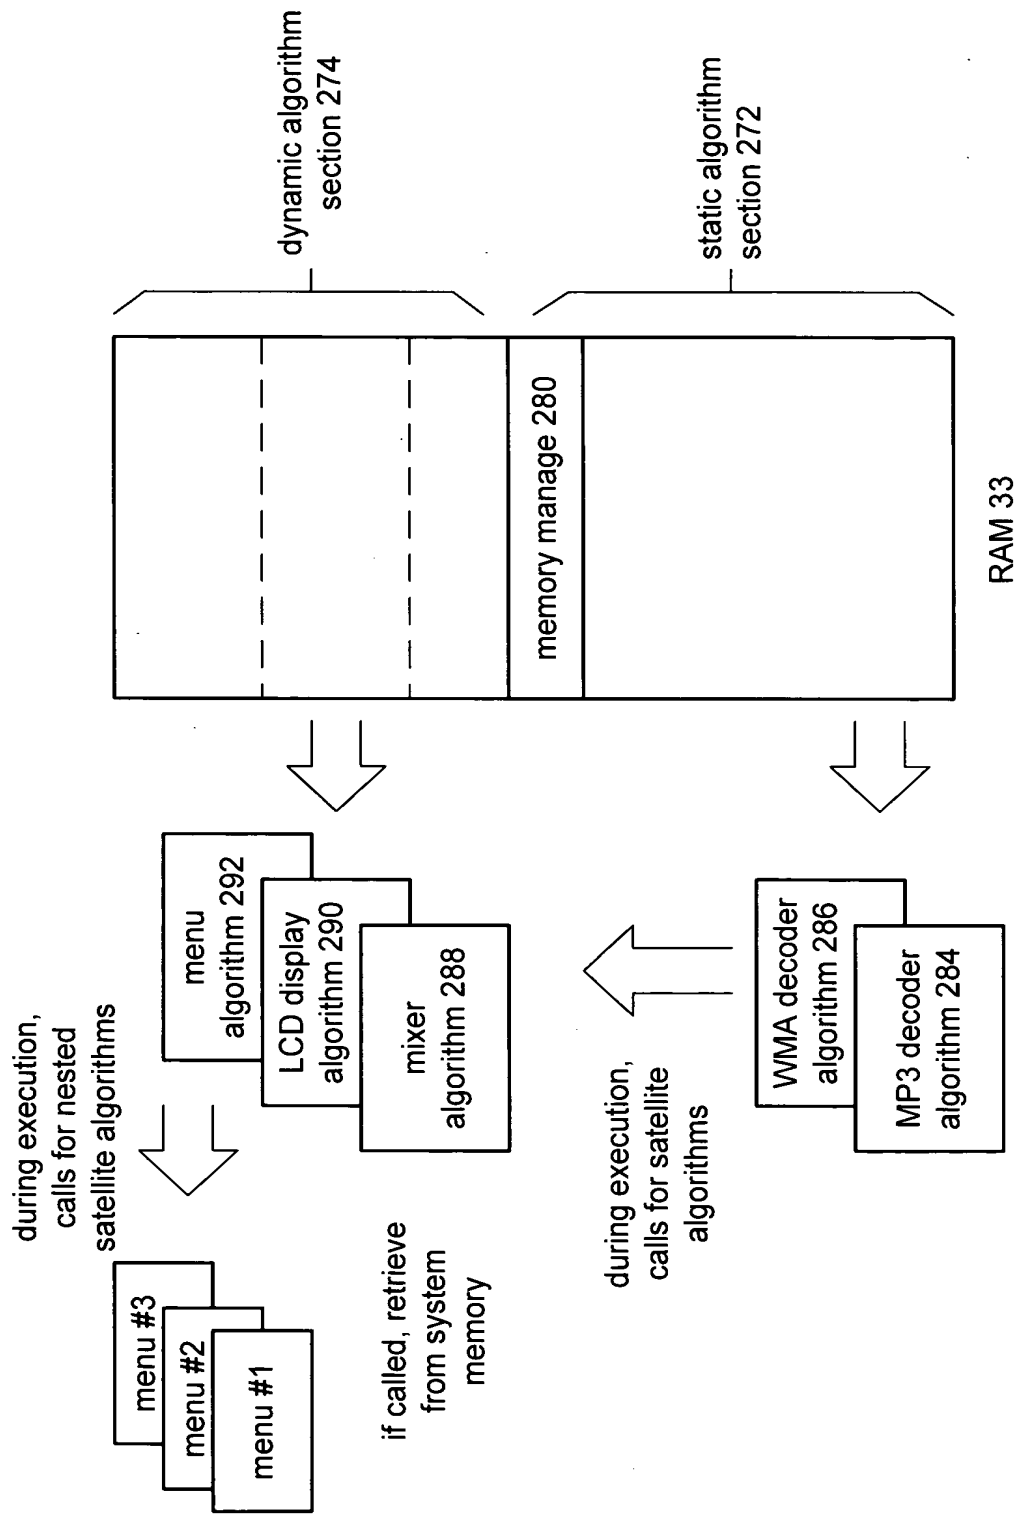 during execution,
calls for nested
satellite algorithms
menu #3
menu #2
menu #1
menu
algorithm 292
LCD display
algorithm 290
mixer
algorithm 288
if called, retrieve
from system
memory
during execution,
calls for satellite
algorithms
WMA decoder
algorithm 286
MP3 decoder
algorithm 284
dynamic algorithm
section 274
memory manage 280
static algorithm
section 272
RAM 33